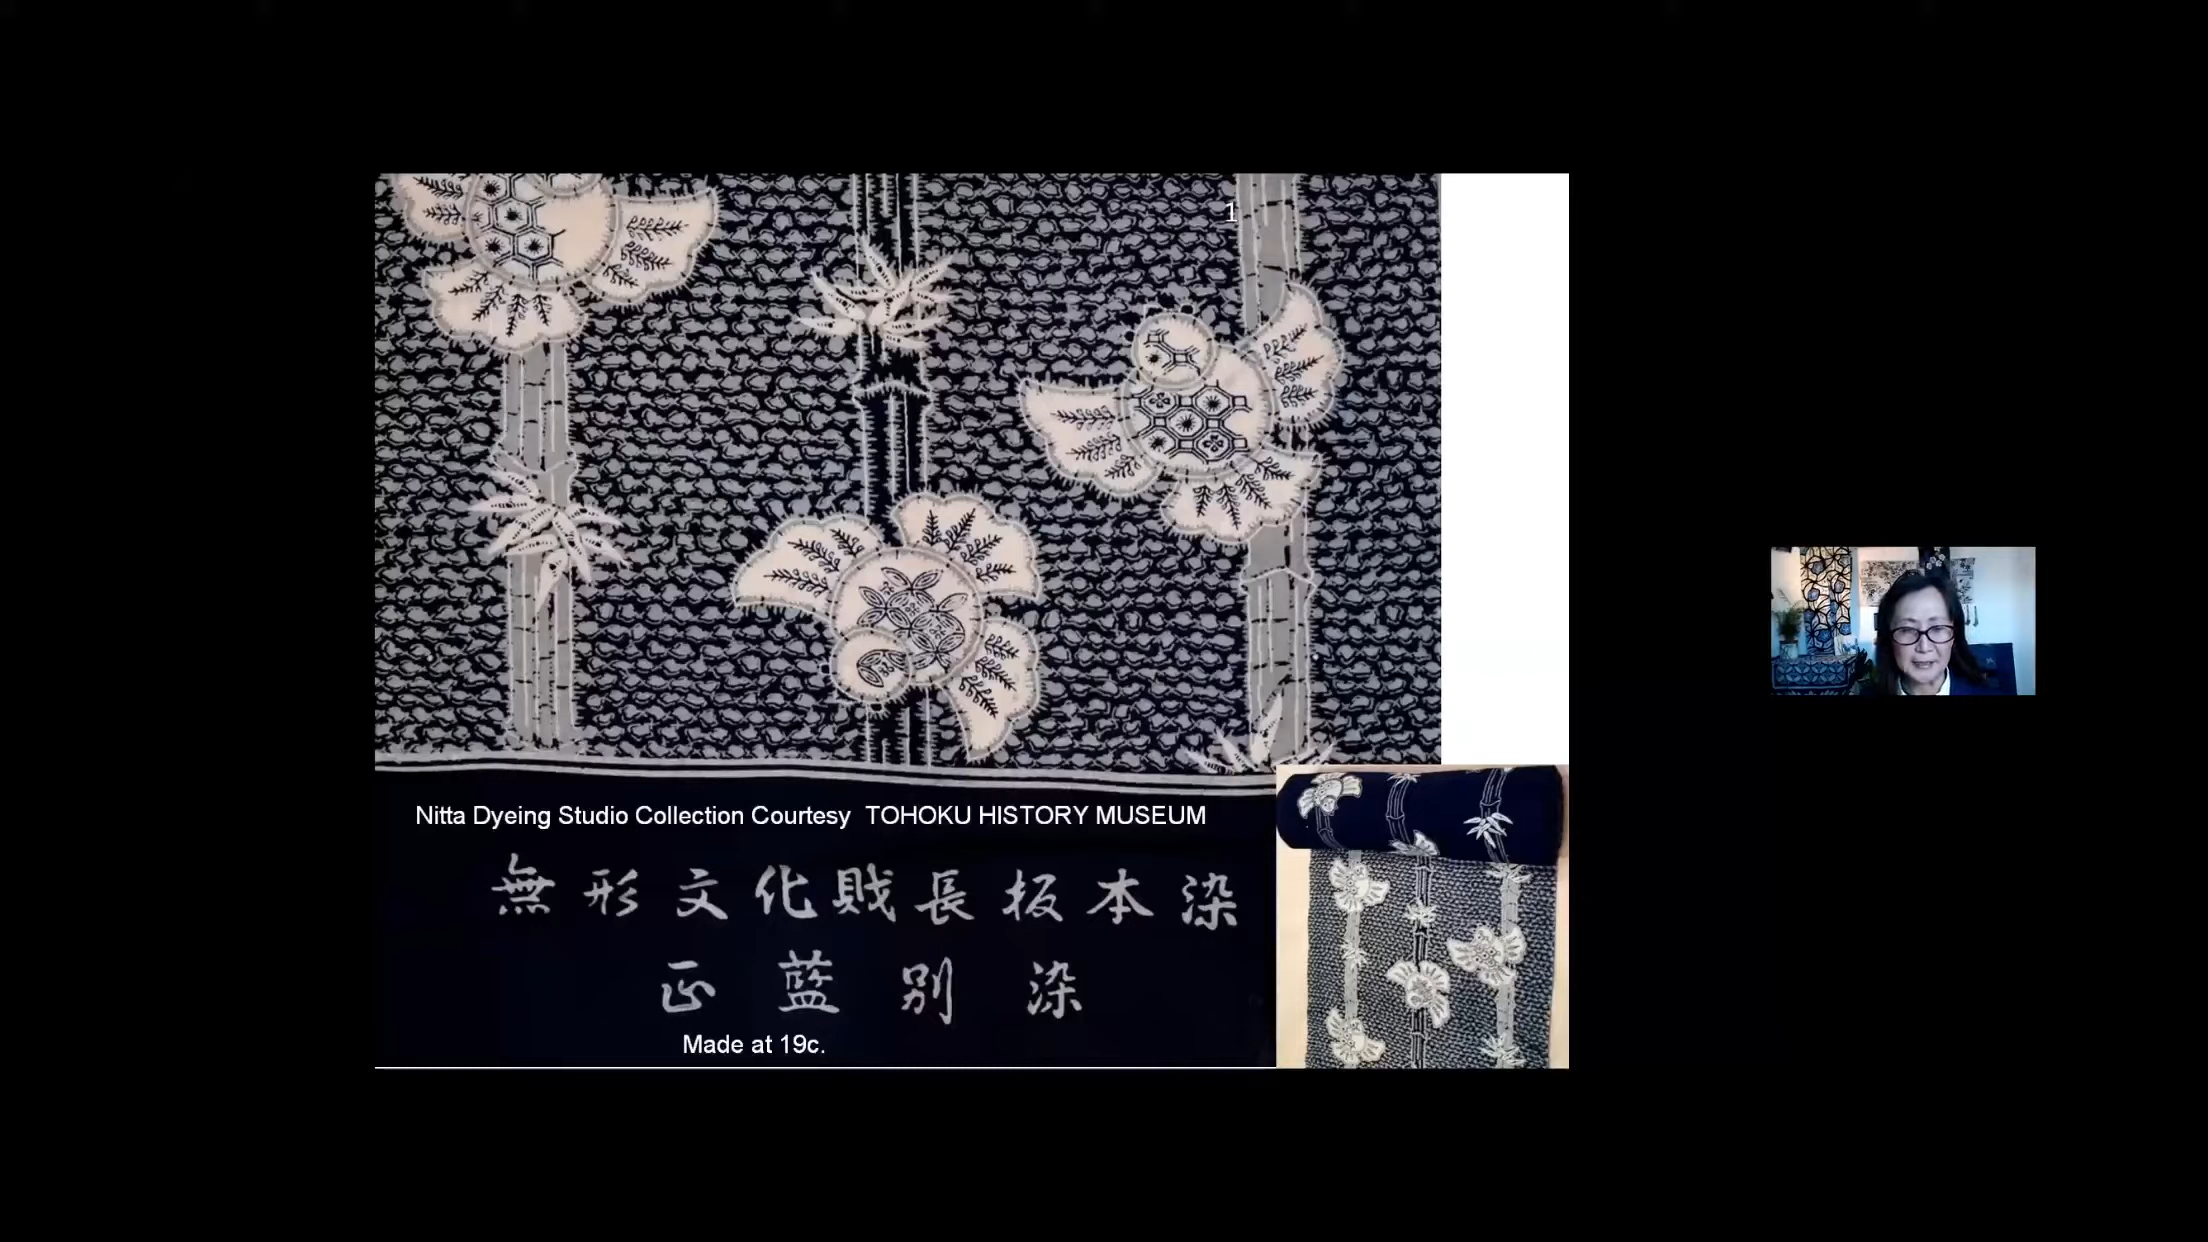 1
Nitta Dyeing Studio Collection Courtesy TOHOKU HISTORY MUSEUM
無形文化財長板本染
正藍別染
Made at 19c.